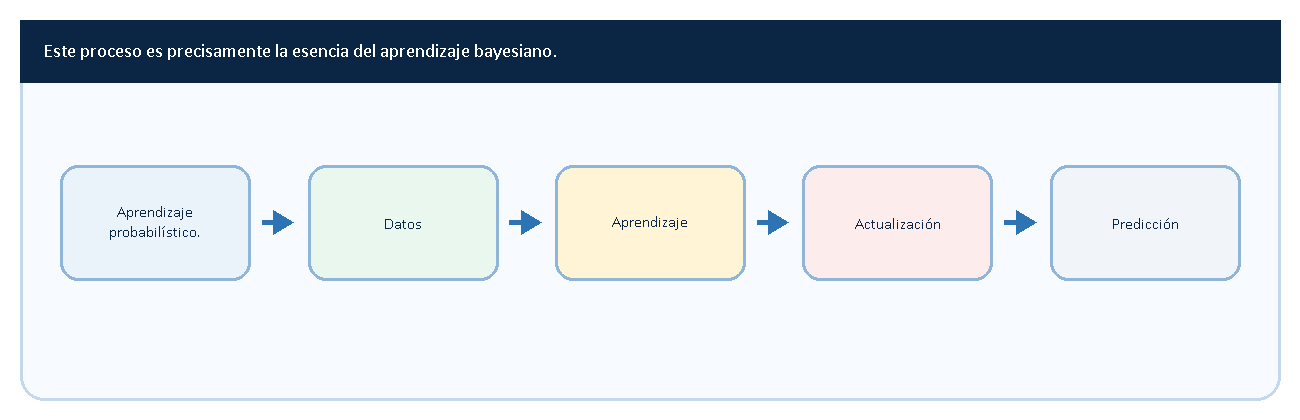 Este proceso es precisamente la esencia del aprendizaje bayesiano.
Aprendizaje
probabilístico.
Datos
Aprendizaje
Actualización
Predicción